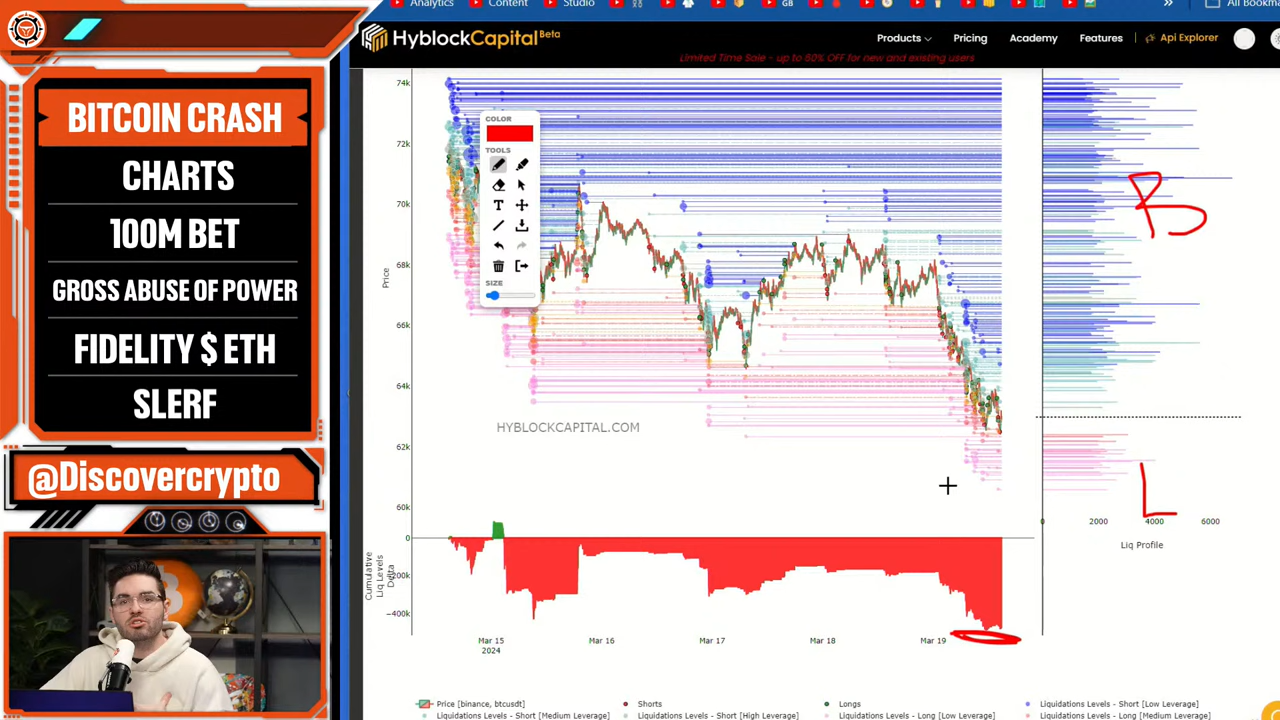 Analytics
Content
Studio
GB
All Bookma
HyblockCapital Beta
Products
Pricing
Academy
Features
Api Explorer
Limited Time Sale - up to 50% OFF for new and existing users
BITCOIN CRASH
CHARTS
100M BET
GROSS ABUSE OF POWER
FIDELITY $ ETH
SLERF
@Discovercrypto
COLOR
TOOLS
T
SIZE
Price
74k
72k
70k
68k
66k
64k
62k
60k
HYBLOCKCAPITAL.COM
L
0
2000
4000
6000
Liq Profile
Cumulative
Liq Levels
Delta
0
−400k
Mar 15
2024
Mar 16
Mar 17
Mar 18
Mar 19
Price [binance, btcusdt]
Shorts
Longs
Liquidations Levels - Short [Low Leverage]
Liquidations Levels - Short [Medium Leverage]
Liquidations Levels - Short [High Leverage]
Liquidations Levels - Long [Low Leverage]
Liquidations Levels - Long [Medium Leverage]